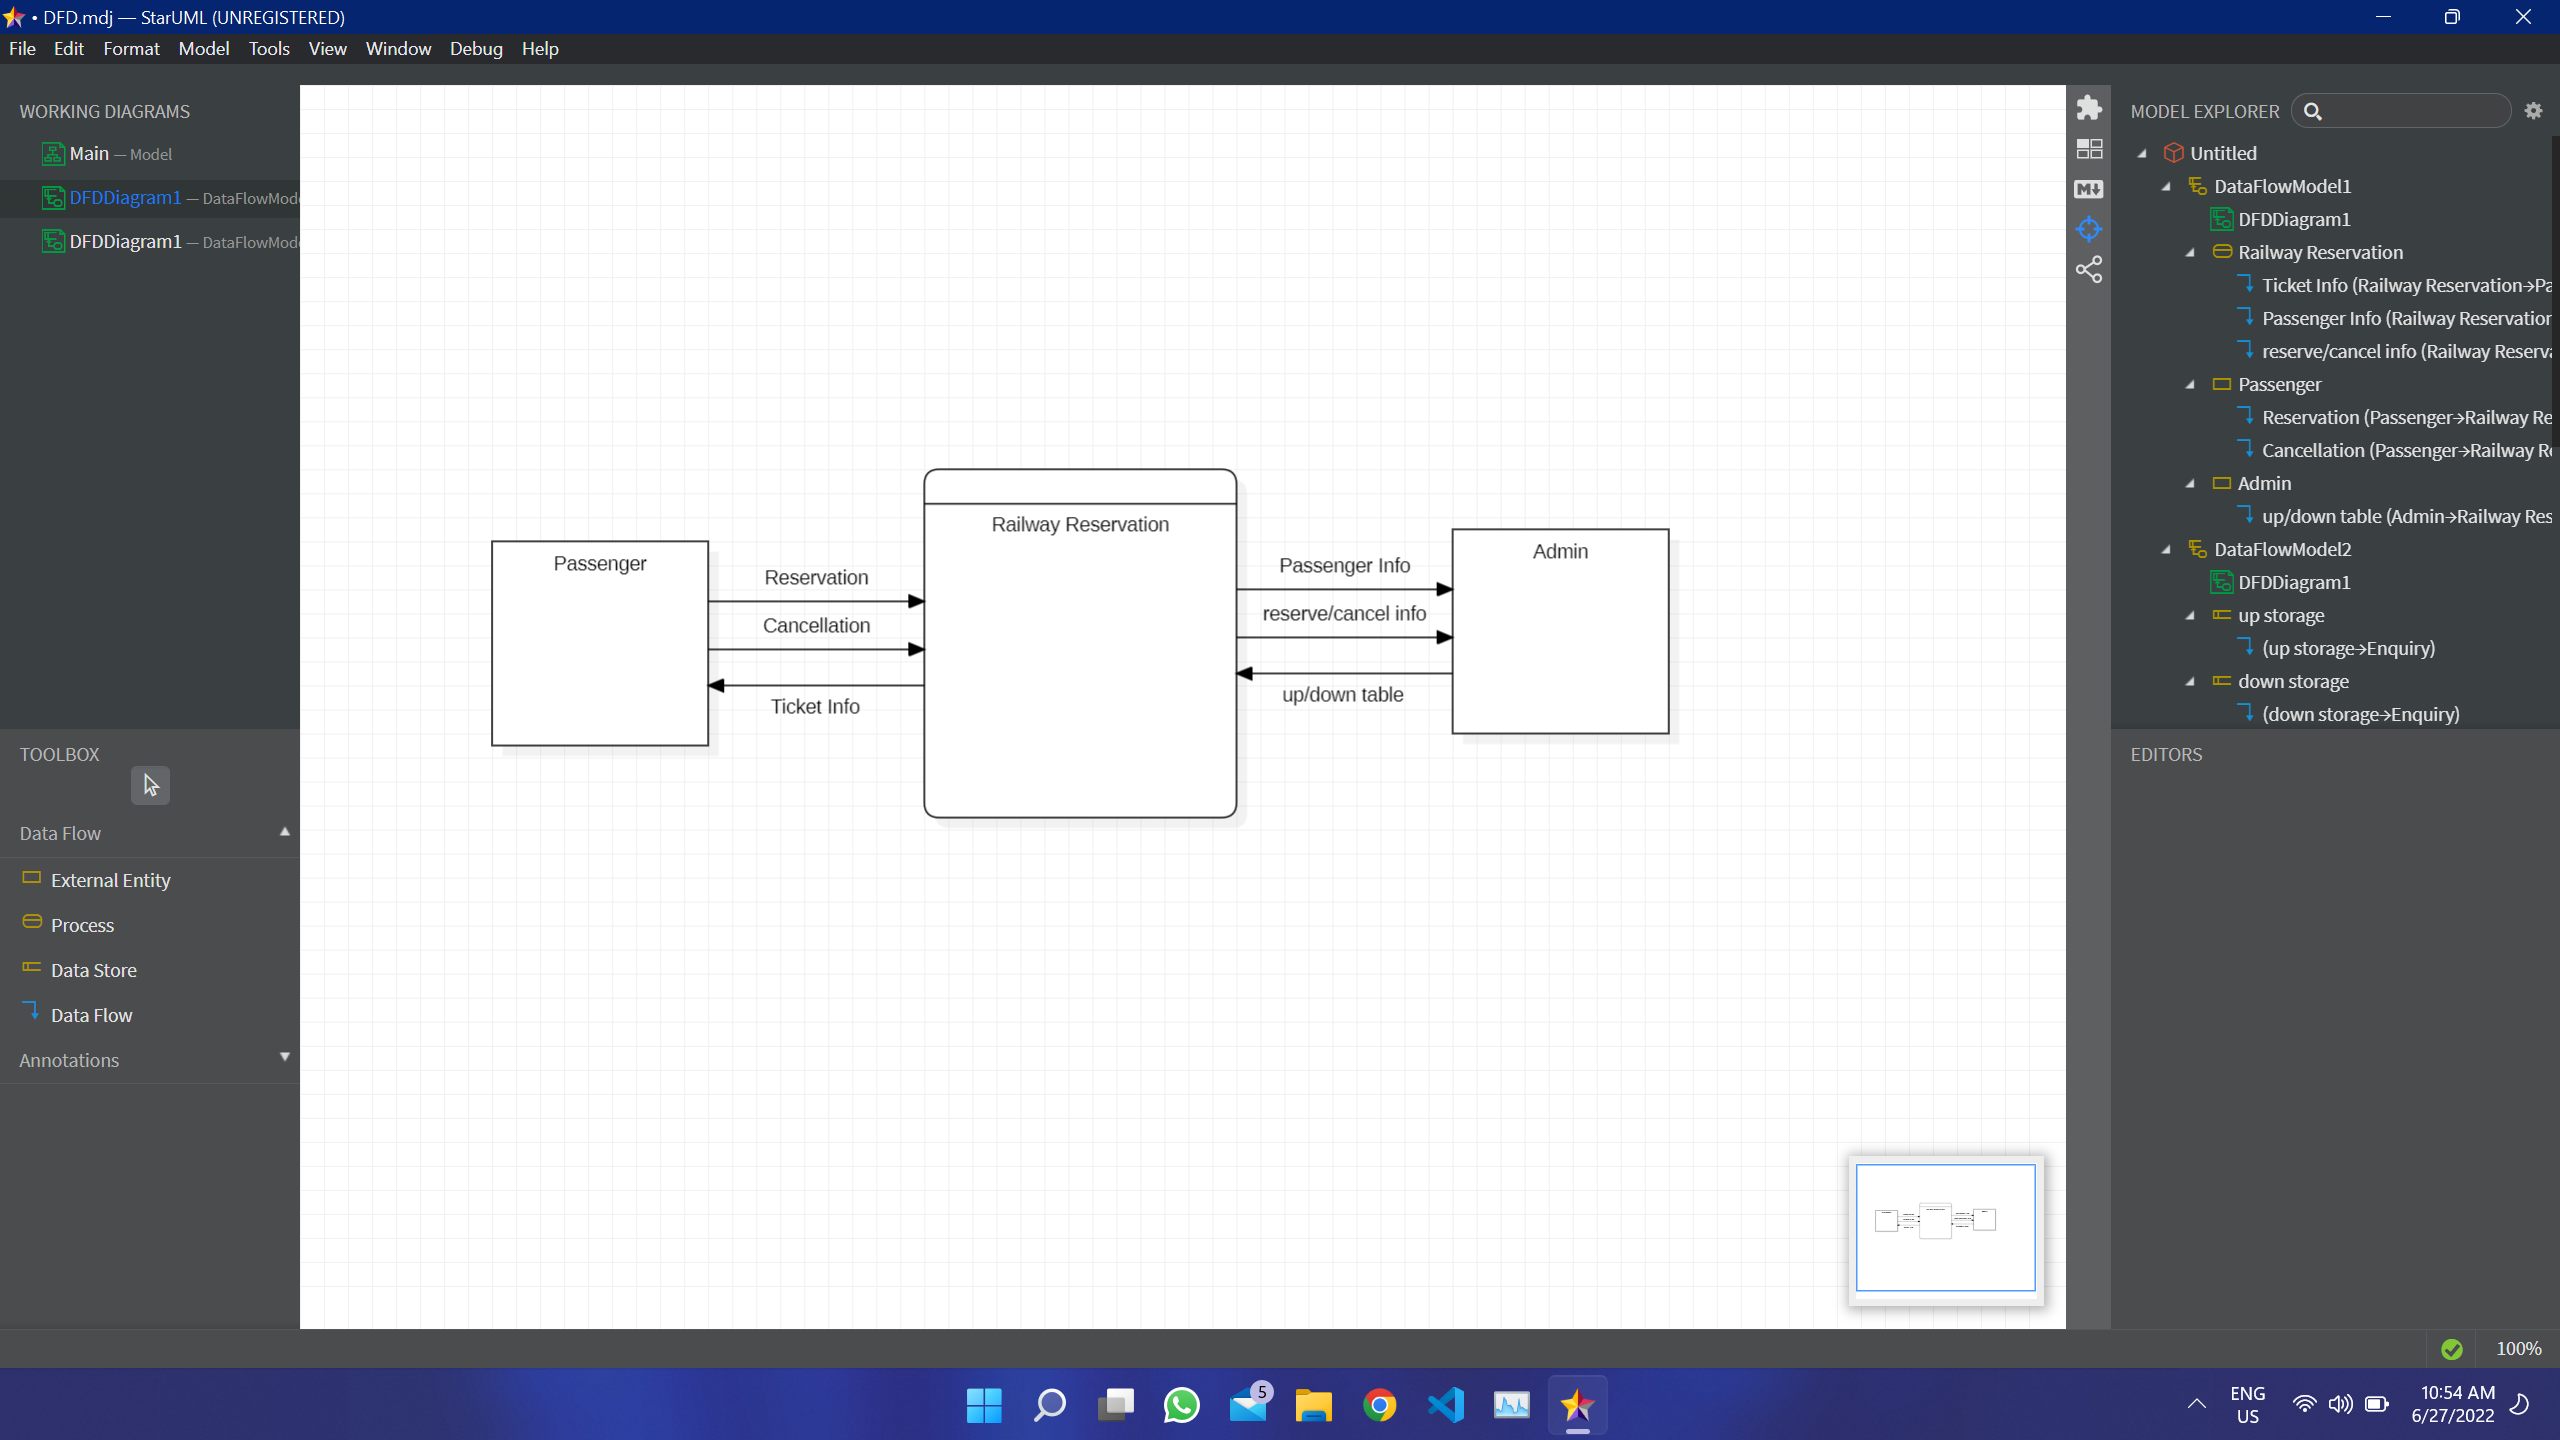 • DFD.mdj — StarUML (UNREGISTERED)
File Edit Format Model Tools View Window Debug Help
WORKING DIAGRAMS
Main — Model
DFDDiagram1 — DataFlowMod
DFDDiagram1 — DataFlowMod
TOOLBOX
Data Flow
External Entity
Process
Data Store
Data Flow
Annotations
Passenger
Reservation
Cancellation
Ticket Info
Railway Reservation
Passenger Info
reserve/cancel info
up/down table
Admin
MODEL EXPLORER
Untitled
DataFlowModel1
DFDDiagram1
Railway Reservation
Ticket Info (Railway Reservation→Pa
Passenger Info (Railway Reservation
reserve/cancel info (Railway Reserva
Passenger
Reservation (Passenger→Railway Re
Cancellation (Passenger→Railway Re
Admin
up/down table (Admin→Railway Res
DataFlowModel2
DFDDiagram1
up storage
(up storage→Enquiry)
down storage
(down storage→Enquiry)
EDITORS
100%
5
ENG
US
10:54 AM
6/27/2022